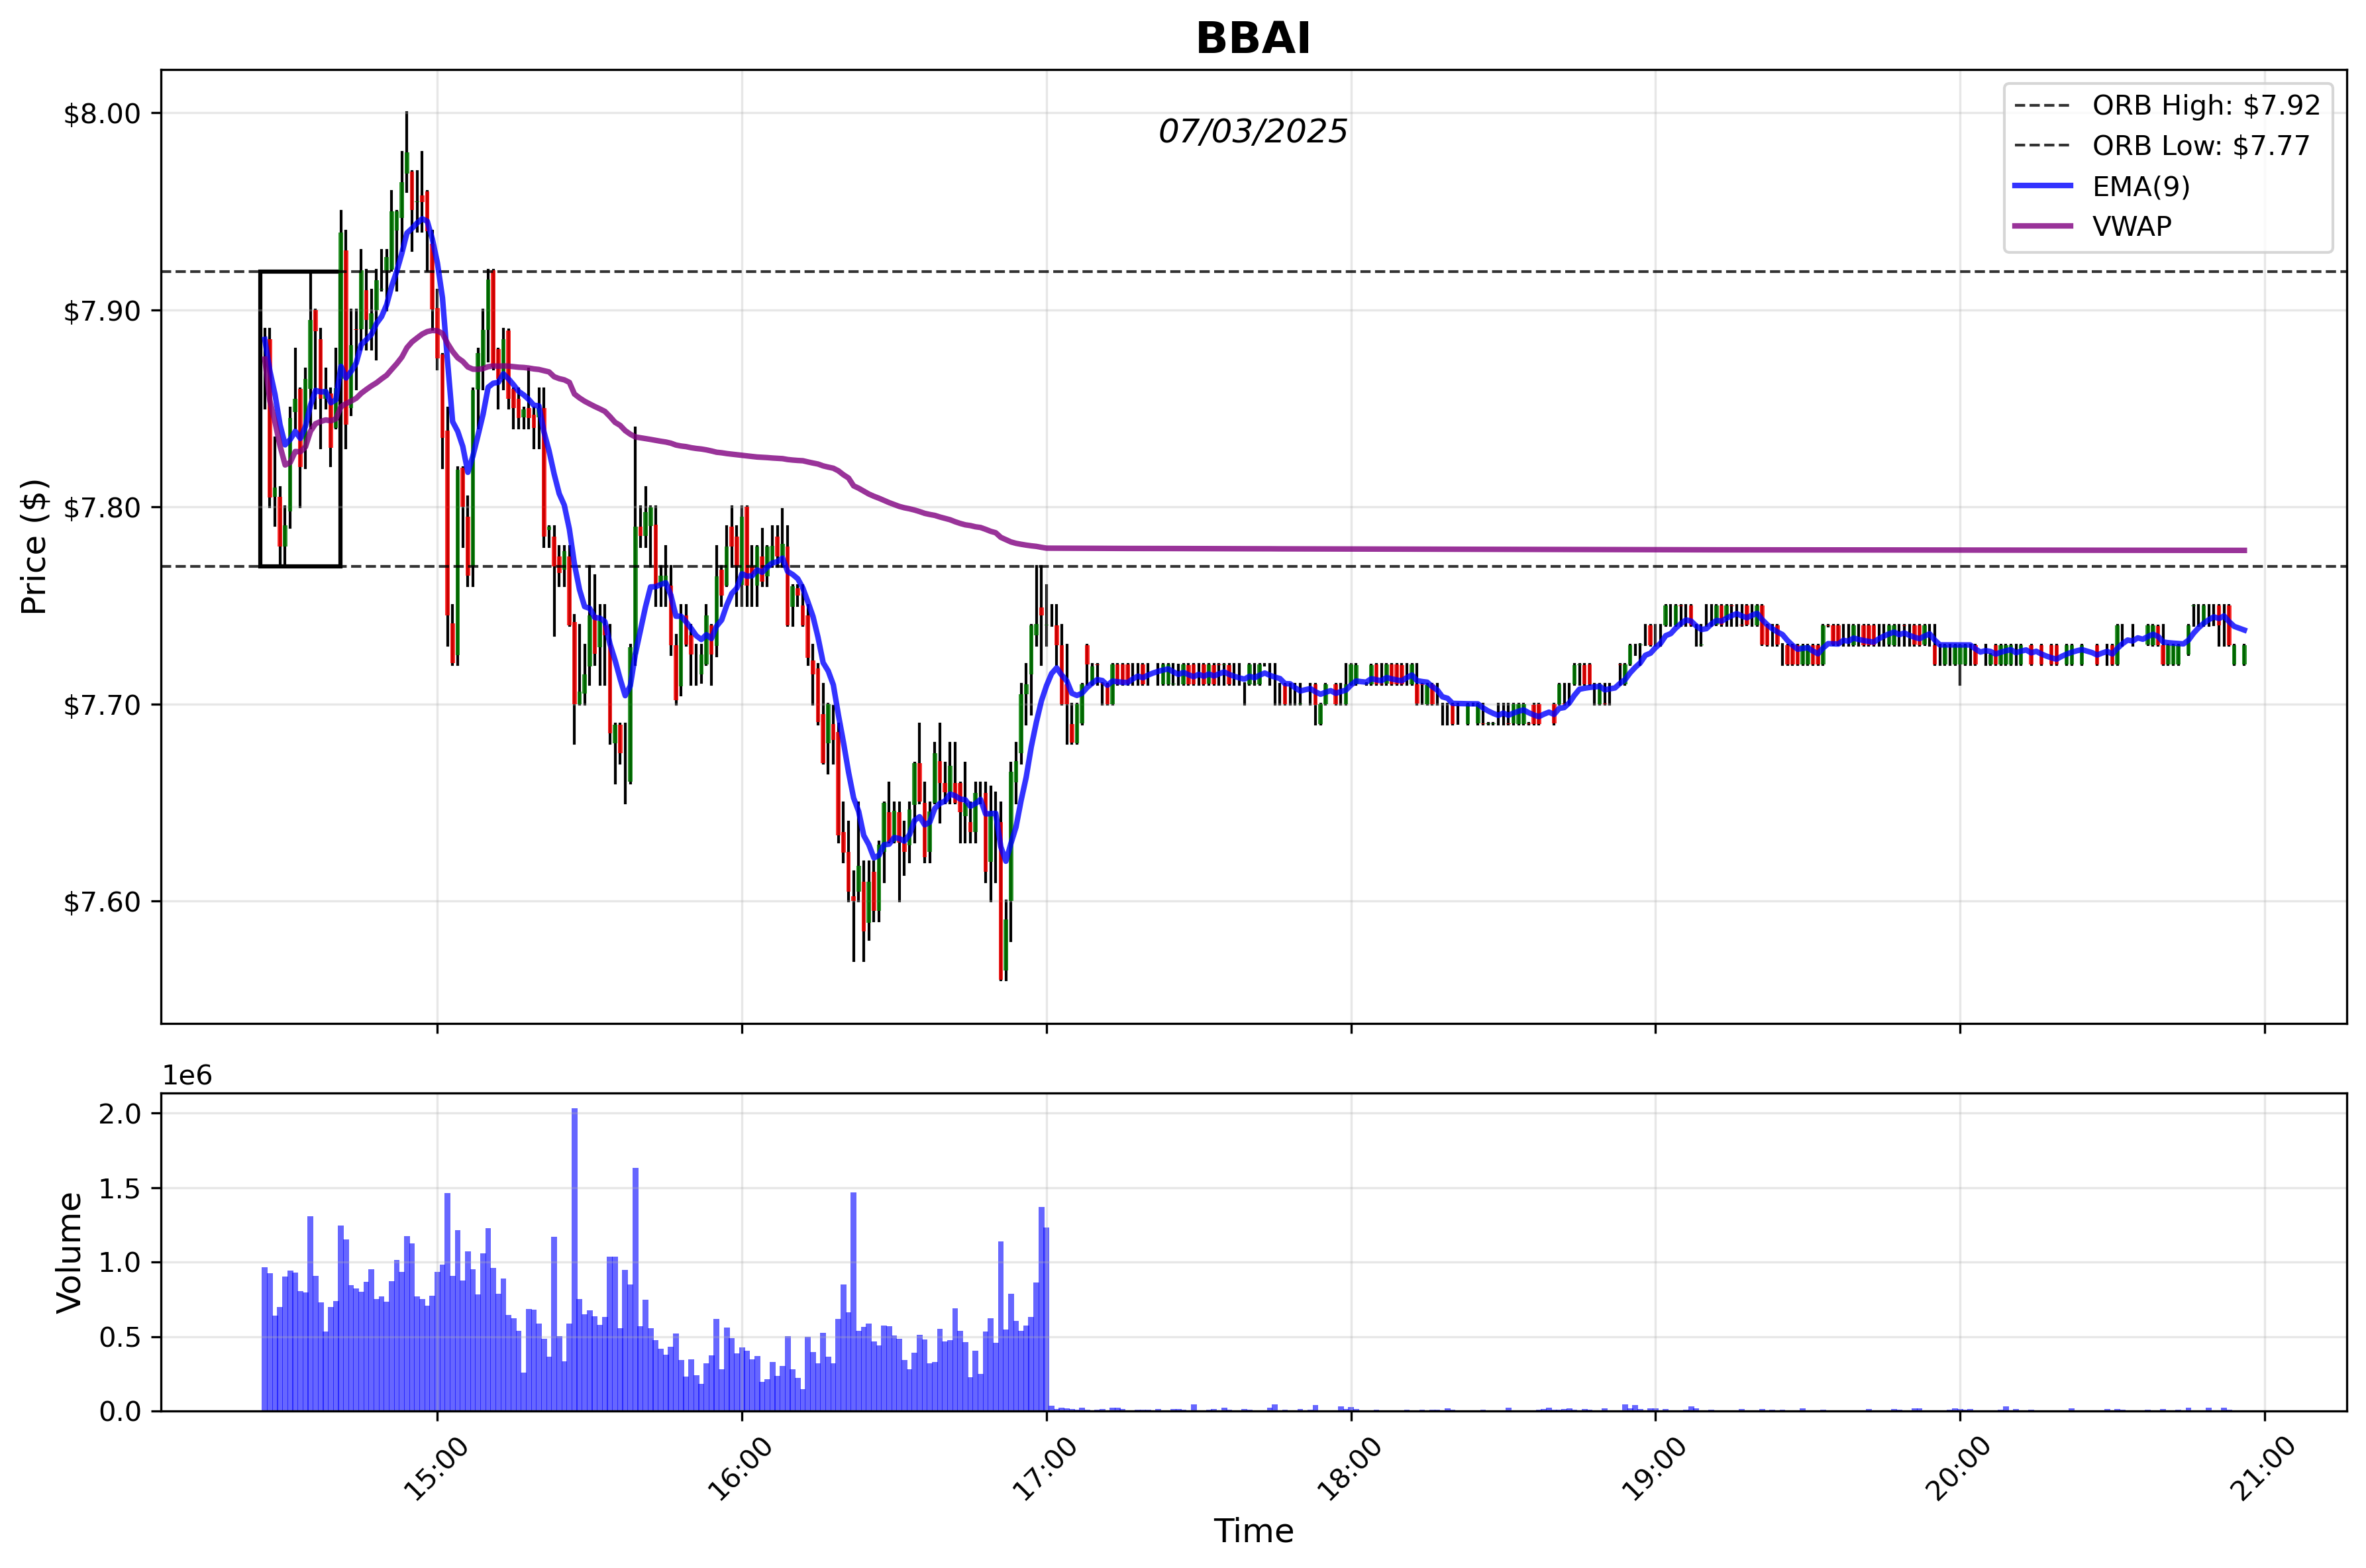 BBAI
07/03/2025
ORB High: $7.92
ORB Low: $7.77
EMA(9)
VWAP
Price ($)
$8.00
$7.90
$7.80
$7.70
$7.60
1e6
Volume
2.0
1.5
1.0
0.5
0.0
15:00
16:00
17:00
18:00
19:00
20:00
21:00
Time